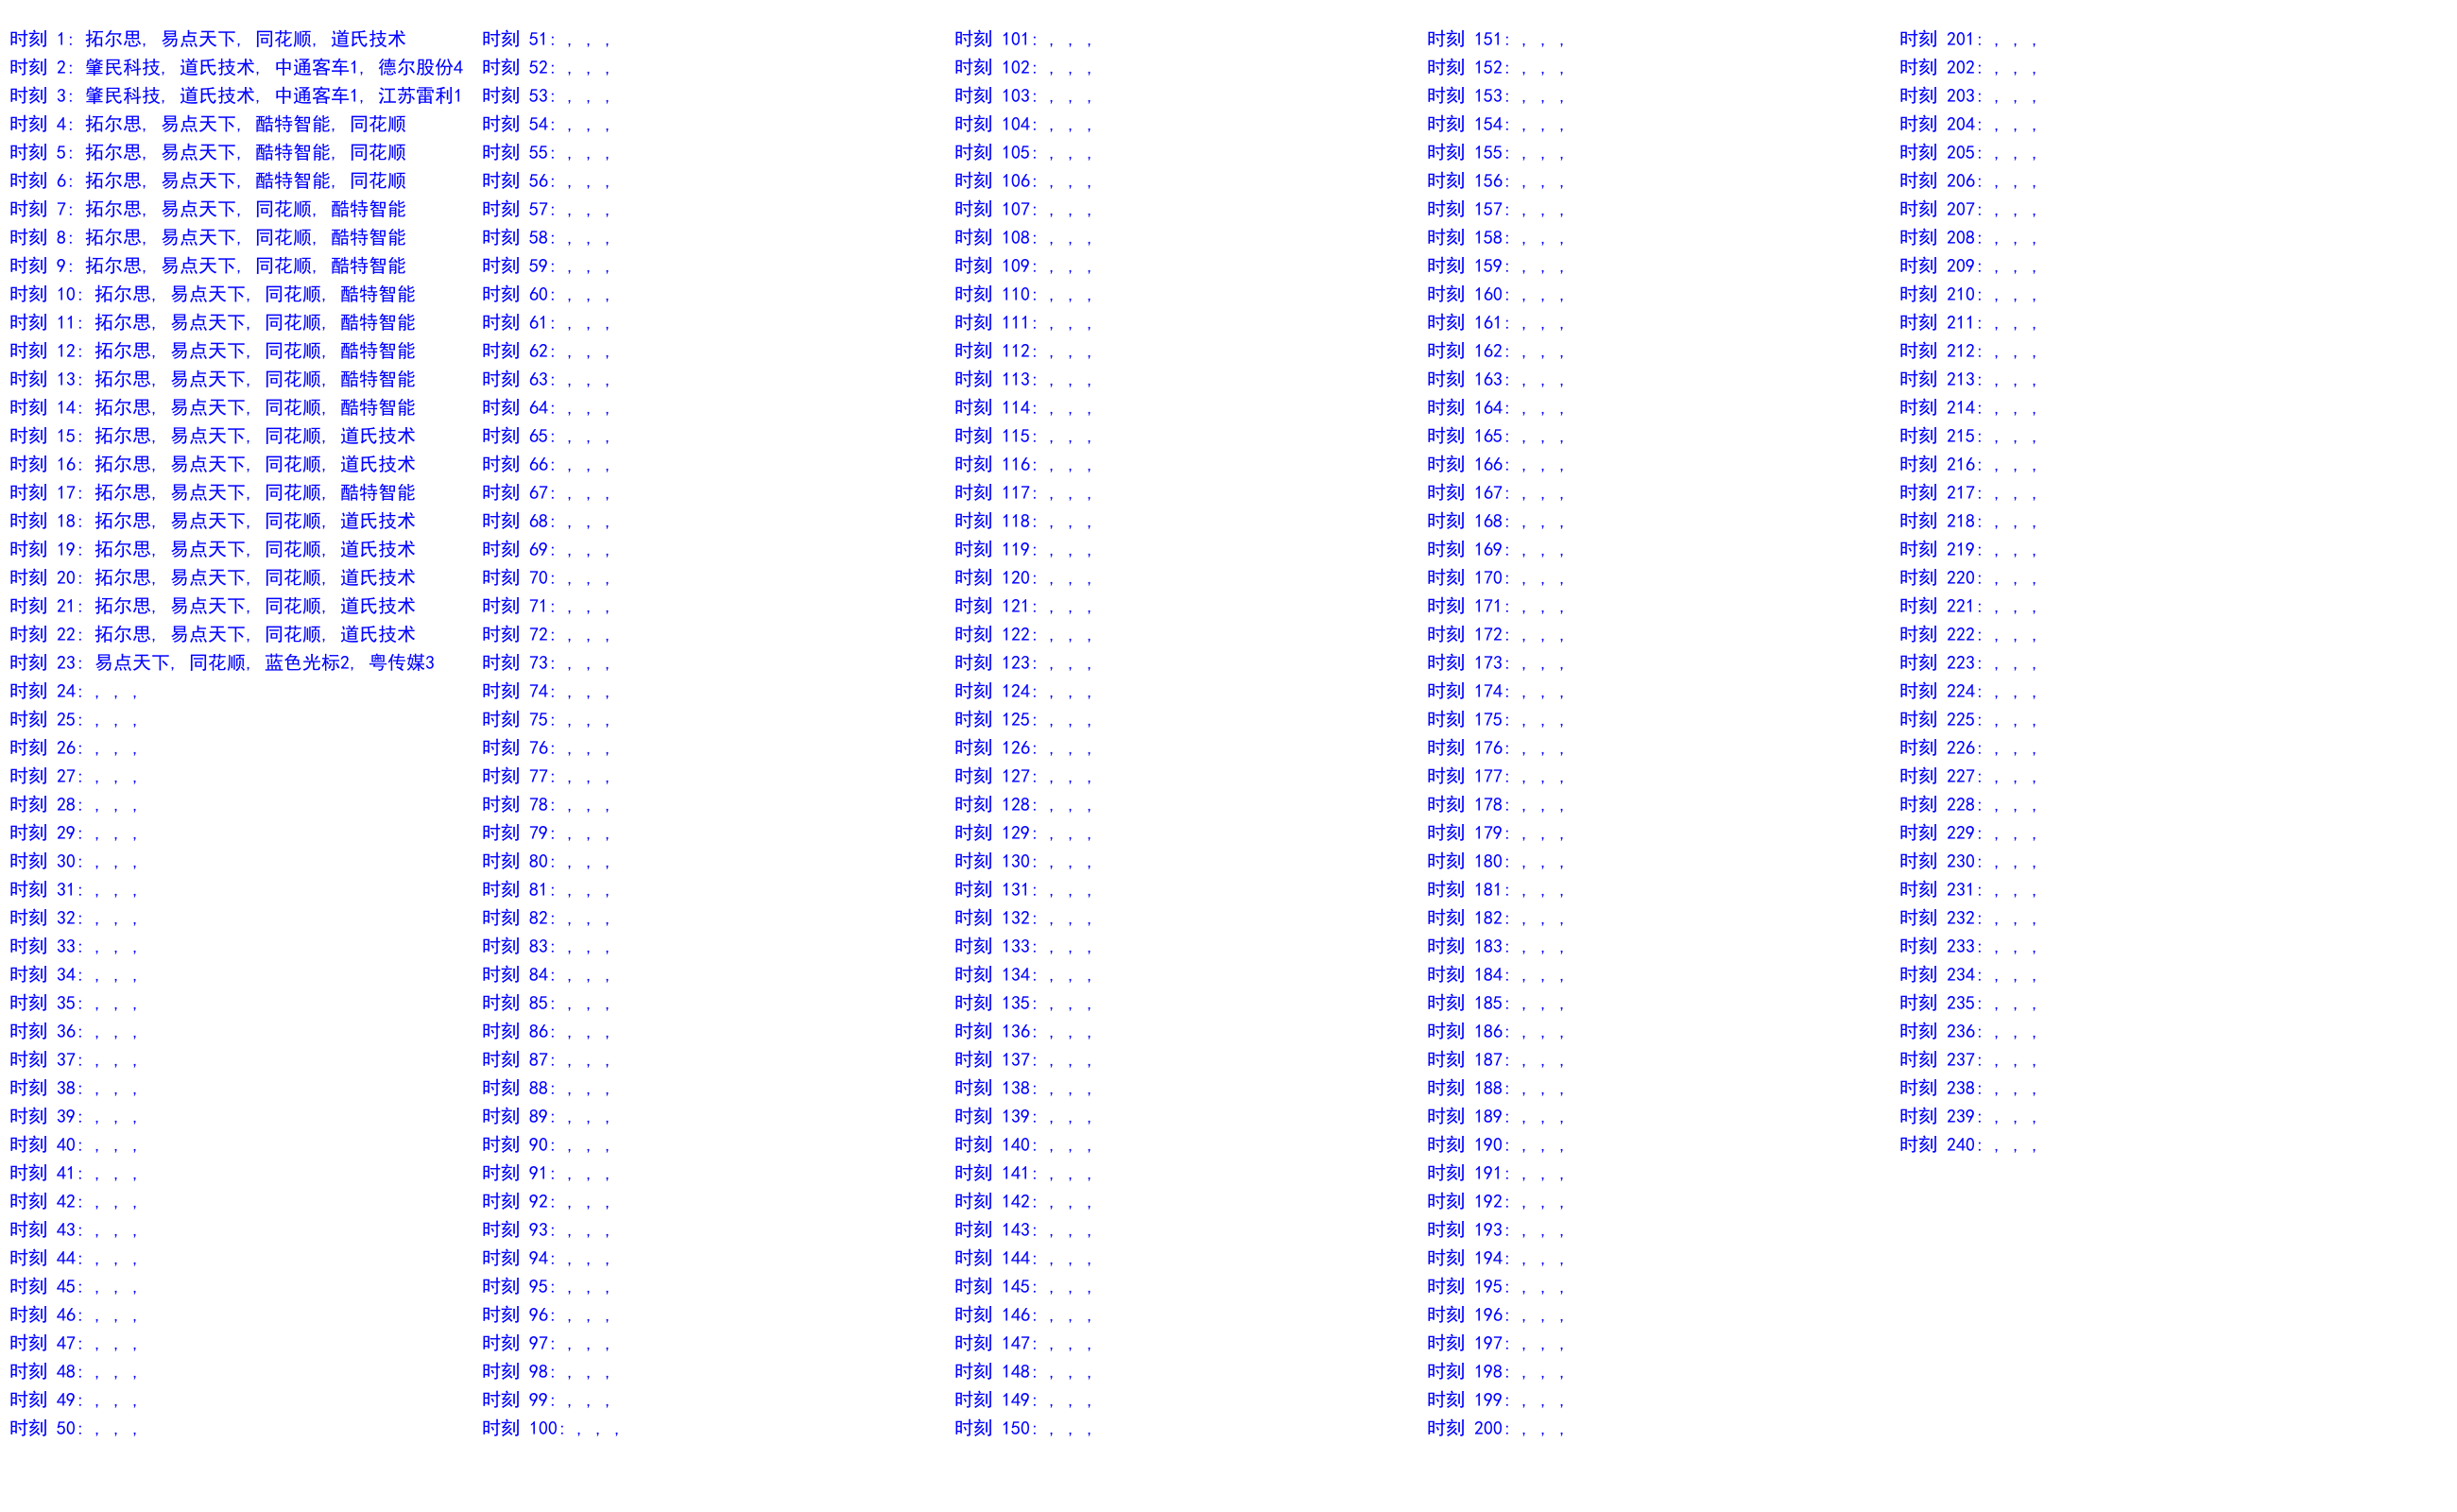 时刻 1: 拓尔思, 易点天下, 同花顺, 道氏技术
时刻 2: 肇民科技, 道氏技术, 中通客车1, 德尔股份4
时刻 3: 肇民科技, 道氏技术, 中通客车1, 江苏雷利1
时刻 4: 拓尔思, 易点天下, 酷特智能, 同花顺
时刻 5: 拓尔思, 易点天下, 酷特智能, 同花顺
时刻 6: 拓尔思, 易点天下, 酷特智能, 同花顺
时刻 7: 拓尔思, 易点天下, 同花顺, 酷特智能
时刻 8: 拓尔思, 易点天下, 同花顺, 酷特智能
时刻 9: 拓尔思, 易点天下, 同花顺, 酷特智能
时刻 10: 拓尔思, 易点天下, 同花顺, 酷特智能
时刻 11: 拓尔思, 易点天下, 同花顺, 酷特智能
时刻 12: 拓尔思, 易点天下, 同花顺, 酷特智能
时刻 13: 拓尔思, 易点天下, 同花顺, 酷特智能
时刻 14: 拓尔思, 易点天下, 同花顺, 酷特智能
时刻 15: 拓尔思, 易点天下, 同花顺, 道氏技术
时刻 16: 拓尔思, 易点天下, 同花顺, 道氏技术
时刻 17: 拓尔思, 易点天下, 同花顺, 酷特智能
时刻 18: 拓尔思, 易点天下, 同花顺, 道氏技术
时刻 19: 拓尔思, 易点天下, 同花顺, 道氏技术
时刻 20: 拓尔思, 易点天下, 同花顺, 道氏技术
时刻 21: 拓尔思, 易点天下, 同花顺, 道氏技术
时刻 22: 拓尔思, 易点天下, 同花顺, 道氏技术
时刻 23: 易点天下, 同花顺, 蓝色光标2, 粤传媒3
时刻 24: , , ,
时刻 25: , , ,
时刻 26: , , ,
时刻 27: , , ,
时刻 28: , , ,
时刻 29: , , ,
时刻 30: , , ,
时刻 31: , , ,
时刻 32: , , ,
时刻 33: , , ,
时刻 34: , , ,
时刻 35: , , ,
时刻 36: , , ,
时刻 37: , , ,
时刻 38: , , ,
时刻 39: , , ,
时刻 40: , , ,
时刻 41: , , ,
时刻 42: , , ,
时刻 43: , , ,
时刻 44: , , ,
时刻 45: , , ,
时刻 46: , , ,
时刻 47: , , ,
时刻 48: , , ,
时刻 49: , , ,
时刻 50: , , ,
时刻 51: , , ,
时刻 52: , , ,
时刻 53: , , ,
时刻 54: , , ,
时刻 55: , , ,
时刻 56: , , ,
时刻 57: , , ,
时刻 58: , , ,
时刻 59: , , ,
时刻 60: , , ,
时刻 61: , , ,
时刻 62: , , ,
时刻 63: , , ,
时刻 64: , , ,
时刻 65: , , ,
时刻 66: , , ,
时刻 67: , , ,
时刻 68: , , ,
时刻 69: , , ,
时刻 70: , , ,
时刻 71: , , ,
时刻 72: , , ,
时刻 73: , , ,
时刻 74: , , ,
时刻 75: , , ,
时刻 76: , , ,
时刻 77: , , ,
时刻 78: , , ,
时刻 79: , , ,
时刻 80: , , ,
时刻 81: , , ,
时刻 82: , , ,
时刻 83: , , ,
时刻 84: , , ,
时刻 85: , , ,
时刻 86: , , ,
时刻 87: , , ,
时刻 88: , , ,
时刻 89: , , ,
时刻 90: , , ,
时刻 91: , , ,
时刻 92: , , ,
时刻 93: , , ,
时刻 94: , , ,
时刻 95: , , ,
时刻 96: , , ,
时刻 97: , , ,
时刻 98: , , ,
时刻 99: , , ,
时刻 100: , , ,
时刻 101: , , ,
时刻 102: , , ,
时刻 103: , , ,
时刻 104: , , ,
时刻 105: , , ,
时刻 106: , , ,
时刻 107: , , ,
时刻 108: , , ,
时刻 109: , , ,
时刻 110: , , ,
时刻 111: , , ,
时刻 112: , , ,
时刻 113: , , ,
时刻 114: , , ,
时刻 115: , , ,
时刻 116: , , ,
时刻 117: , , ,
时刻 118: , , ,
时刻 119: , , ,
时刻 120: , , ,
时刻 121: , , ,
时刻 122: , , ,
时刻 123: , , ,
时刻 124: , , ,
时刻 125: , , ,
时刻 126: , , ,
时刻 127: , , ,
时刻 128: , , ,
时刻 129: , , ,
时刻 130: , , ,
时刻 131: , , ,
时刻 132: , , ,
时刻 133: , , ,
时刻 134: , , ,
时刻 135: , , ,
时刻 136: , , ,
时刻 137: , , ,
时刻 138: , , ,
时刻 139: , , ,
时刻 140: , , ,
时刻 141: , , ,
时刻 142: , , ,
时刻 143: , , ,
时刻 144: , , ,
时刻 145: , , ,
时刻 146: , , ,
时刻 147: , , ,
时刻 148: , , ,
时刻 149: , , ,
时刻 150: , , ,
时刻 151: , , ,
时刻 152: , , ,
时刻 153: , , ,
时刻 154: , , ,
时刻 155: , , ,
时刻 156: , , ,
时刻 157: , , ,
时刻 158: , , ,
时刻 159: , , ,
时刻 160: , , ,
时刻 161: , , ,
时刻 162: , , ,
时刻 163: , , ,
时刻 164: , , ,
时刻 165: , , ,
时刻 166: , , ,
时刻 167: , , ,
时刻 168: , , ,
时刻 169: , , ,
时刻 170: , , ,
时刻 171: , , ,
时刻 172: , , ,
时刻 173: , , ,
时刻 174: , , ,
时刻 175: , , ,
时刻 176: , , ,
时刻 177: , , ,
时刻 178: , , ,
时刻 179: , , ,
时刻 180: , , ,
时刻 181: , , ,
时刻 182: , , ,
时刻 183: , , ,
时刻 184: , , ,
时刻 185: , , ,
时刻 186: , , ,
时刻 187: , , ,
时刻 188: , , ,
时刻 189: , , ,
时刻 190: , , ,
时刻 191: , , ,
时刻 192: , , ,
时刻 193: , , ,
时刻 194: , , ,
时刻 195: , , ,
时刻 196: , , ,
时刻 197: , , ,
时刻 198: , , ,
时刻 199: , , ,
时刻 200: , , ,
时刻 201: , , ,
时刻 202: , , ,
时刻 203: , , ,
时刻 204: , , ,
时刻 205: , , ,
时刻 206: , , ,
时刻 207: , , ,
时刻 208: , , ,
时刻 209: , , ,
时刻 210: , , ,
时刻 211: , , ,
时刻 212: , , ,
时刻 213: , , ,
时刻 214: , , ,
时刻 215: , , ,
时刻 216: , , ,
时刻 217: , , ,
时刻 218: , , ,
时刻 219: , , ,
时刻 220: , , ,
时刻 221: , , ,
时刻 222: , , ,
时刻 223: , , ,
时刻 224: , , ,
时刻 225: , , ,
时刻 226: , , ,
时刻 227: , , ,
时刻 228: , , ,
时刻 229: , , ,
时刻 230: , , ,
时刻 231: , , ,
时刻 232: , , ,
时刻 233: , , ,
时刻 234: , , ,
时刻 235: , , ,
时刻 236: , , ,
时刻 237: , , ,
时刻 238: , , ,
时刻 239: , , ,
时刻 240: , , ,